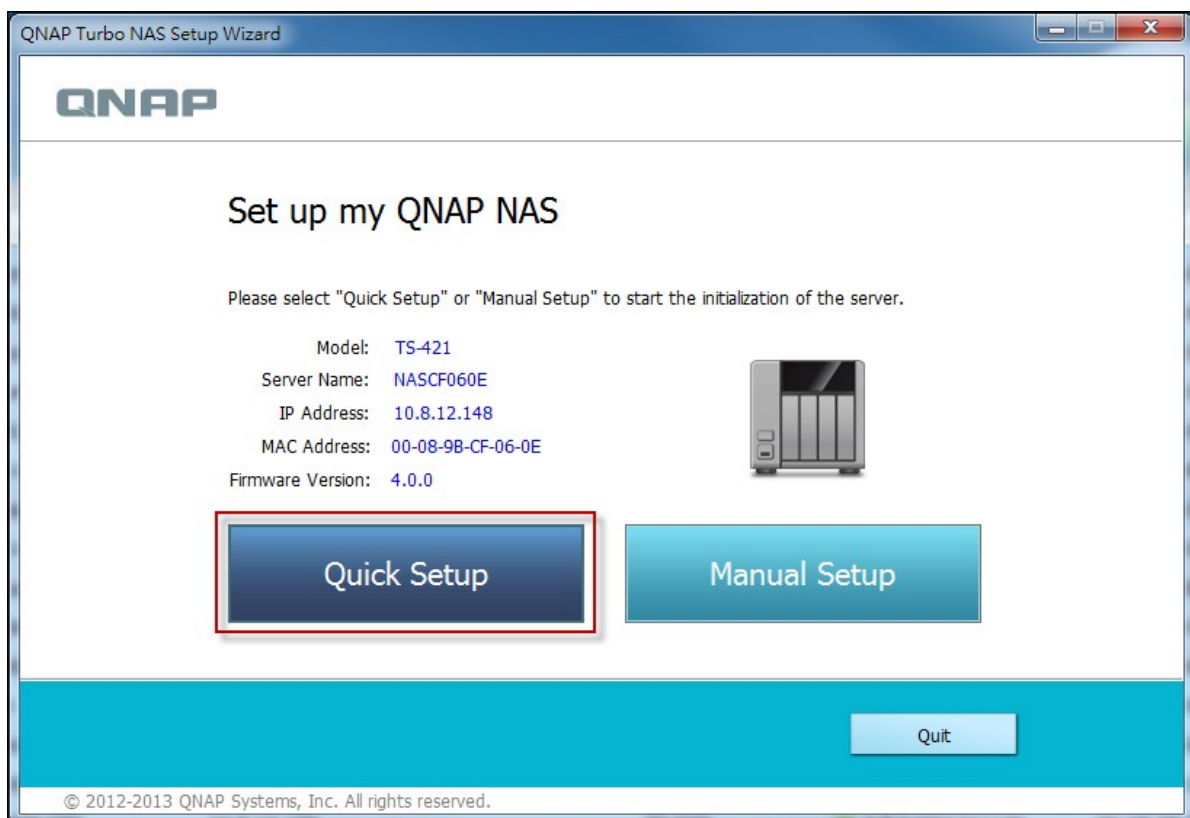 QNAP Turbo NAS Setup Wizard
QNAP
Set up my QNAP NAS
Please select "Quick Setup" or "Manual Setup" to start the initialization of the server.
Model: TS-421
Server Name: NASCF060E
IP Address: 10.8.12.148
MAC Address: 00-08-9B-CF-06-0E
Firmware Version: 4.0.0
Quick Setup Manual Setup
Quit
© 2012-2013 QNAP Systems, Inc. All rights reserved.